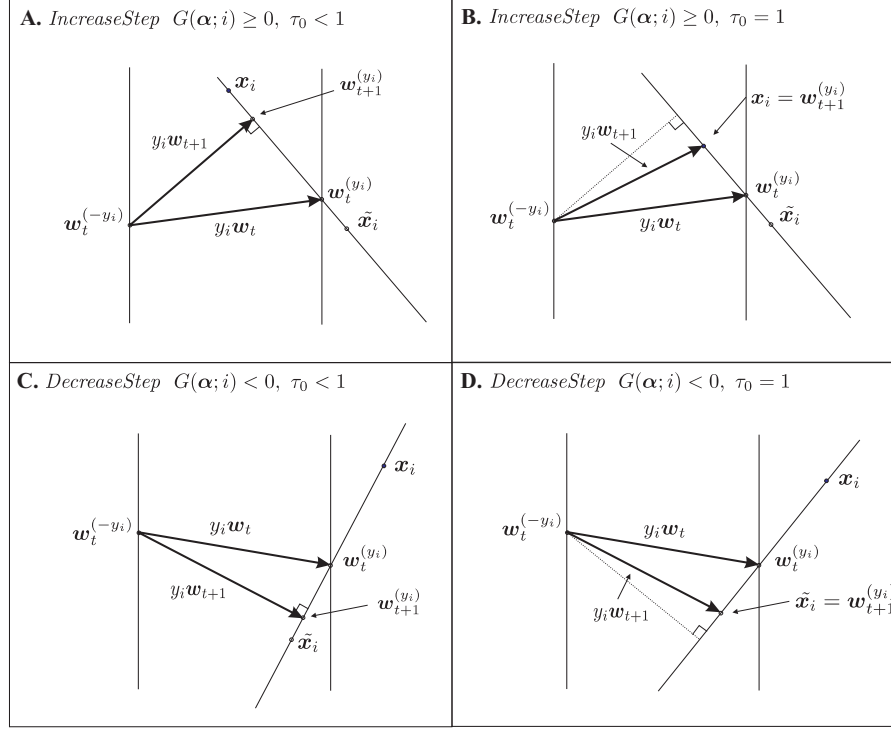 A. IncreaseStep G(α; i) ≥ 0, τ₀ < 1
x_i
w_{t+1}^{(y_i)}
y_i w_{t+1}
w_t^{(y_i)}
w_t^{(-y_i)}
y_i w_t
x̃_i
B. IncreaseStep G(α; i) ≥ 0, τ₀ = 1
x_i = w_{t+1}^{(y_i)}
y_i w_{t+1}
w_t^{(y_i)}
w_t^{(-y_i)}
y_i w_t
x̃_i
C. DecreaseStep G(α; i) < 0, τ₀ < 1
x_i
y_i w_t
w_t^{(-y_i)}
w_t^{(y_i)}
y_i w_{t+1}
w_{t+1}^{(y_i)}
x̃_i
D. DecreaseStep G(α; i) < 0, τ₀ = 1
x_i
y_i w_t
w_t^{(-y_i)}
w_t^{(y_i)}
x̃_i = w_{t+1}^{(y_i)}
y_i w_{t+1}